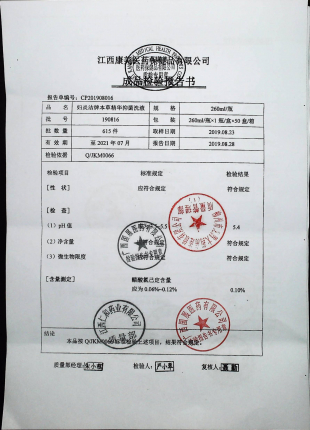 江西康美医药保健品有限公司
成品检验报告书
报告单编号：CP201908016
品 名 妇炎洁牌本草精华抑菌洗液 规 格 260ml/瓶
批 号 190816 包 装 260ml/瓶×1瓶/盒×50盒/箱
批 数 量 615件 取样日期 2019.08.23
有 效 期 至2021年07月 报告日期 2019.08.28
检验依据 Q/JKM0066
检验项目 标准规定 检验结果
【性 状】 应符合规定 符合规定
【检 查】
(1) pH值 5.4
(2) 净含量 符合规定
(3) 微生物限度 符合规定
【含量测定】 醋酸氯己定含量
应为0.06%~0.12% 0.10%
结论
本品按Q/JKM0066标准检验上述项目，结果符合规定。
质量部经理： 检验人： 复核人：